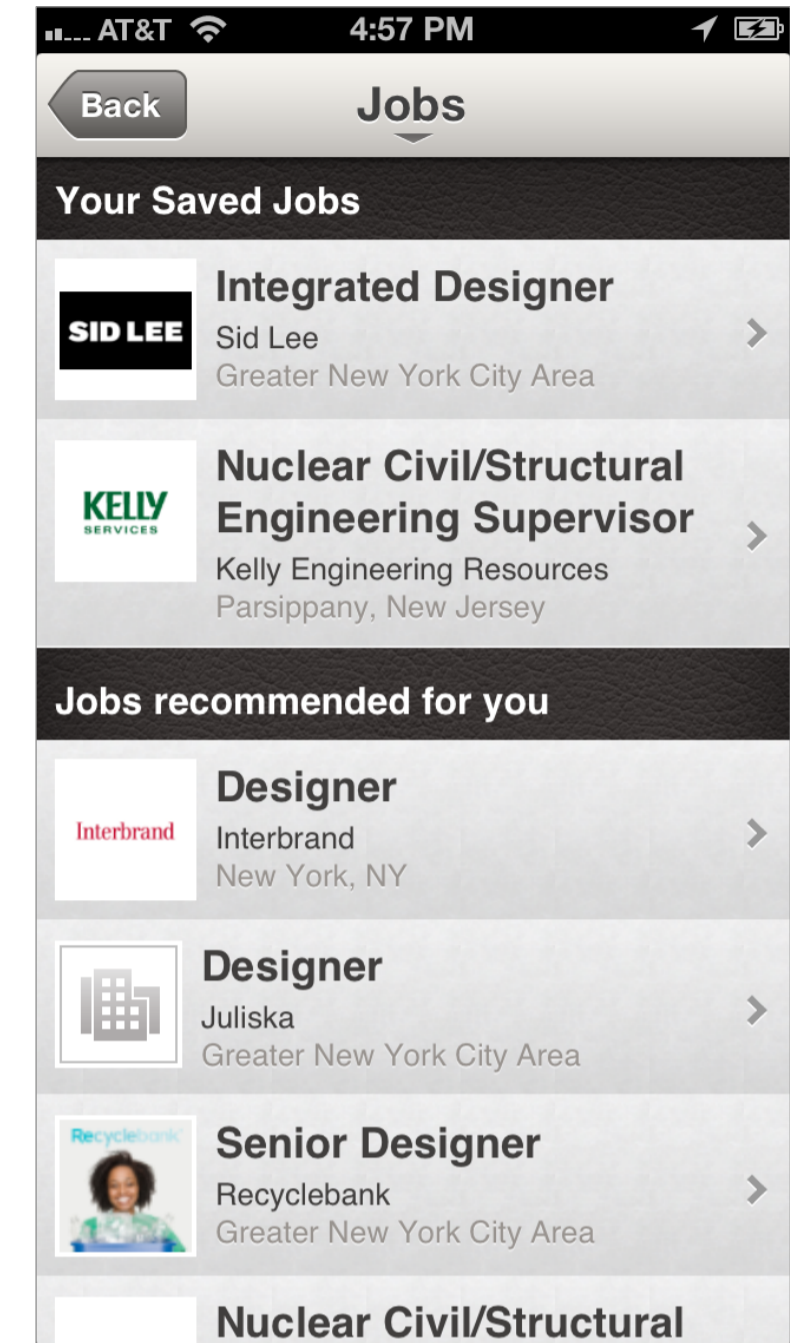 AT&T 4:57 PM
Back Jobs
Your Saved Jobs
SID LEE
Integrated Designer
Sid Lee
Greater New York City Area
KELLY
SERVICES
Nuclear Civil/Structural
Engineering Supervisor
Kelly Engineering Resources
Parsippany, New Jersey
Jobs recommended for you
Interbrand
Designer
Interbrand
New York, NY
Designer
Juliska
Greater New York City Area
Recyclebank
Senior Designer
Recyclebank
Greater New York City Area
Nuclear Civil/Structural